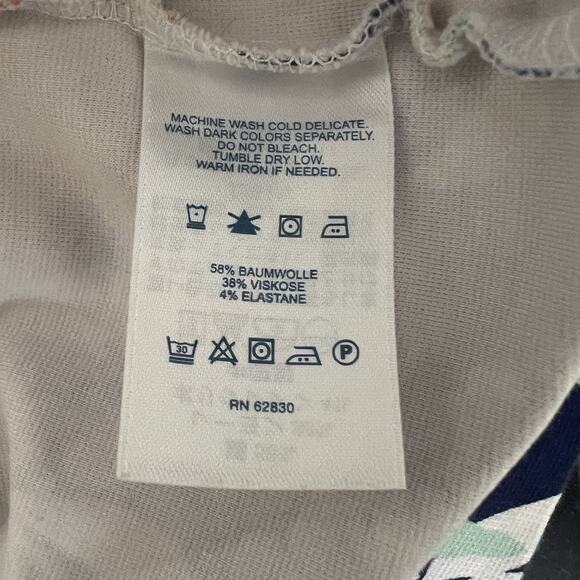 MACHINE WASH COLD DELICATE.
WASH DARK COLORS SEPARATELY.
DO NOT BLEACH.
TUMBLE DRY LOW.
WARM IRON IF NEEDED.
58% BAUMWOLLE
38% VISKOSE
4% ELASTANE
30 P
RN 62830